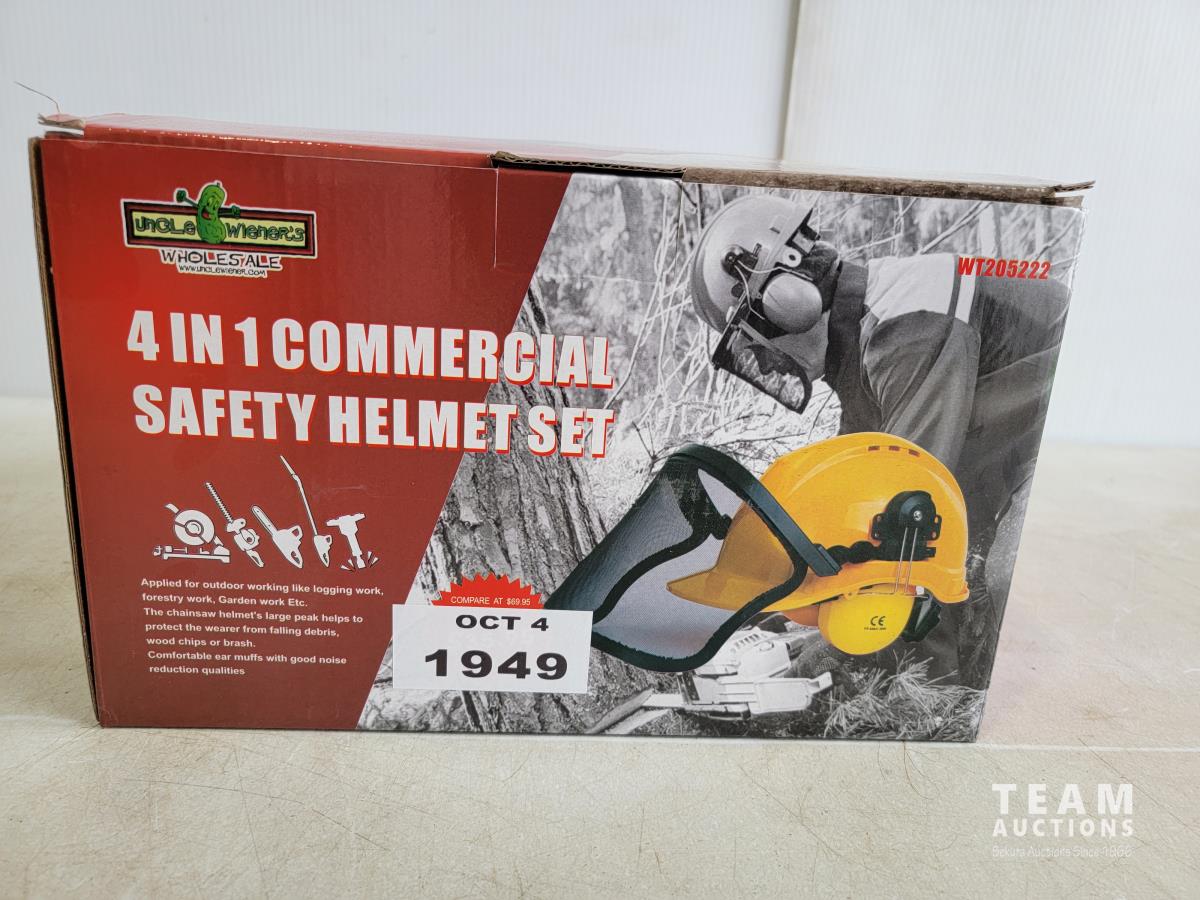 UNCLE WIENER'S
WHOLESALE
WWW.UNCLEWIENER.COM
WT205222
4 IN 1 COMMERCIAL
SAFETY HELMET SET
Applied for outdoor working like logging work,
forestry work, Garden work Etc.
The chainsaw helmet's large peak helps to
protect the wearer from falling debris,
wood chips or brash.
Comfortable ear muffs with good noise
reduction qualities
COMPARE AT $69.95
OCT 4
1949
CE
TEAM
AUCTIONS
Auctions Since 1966